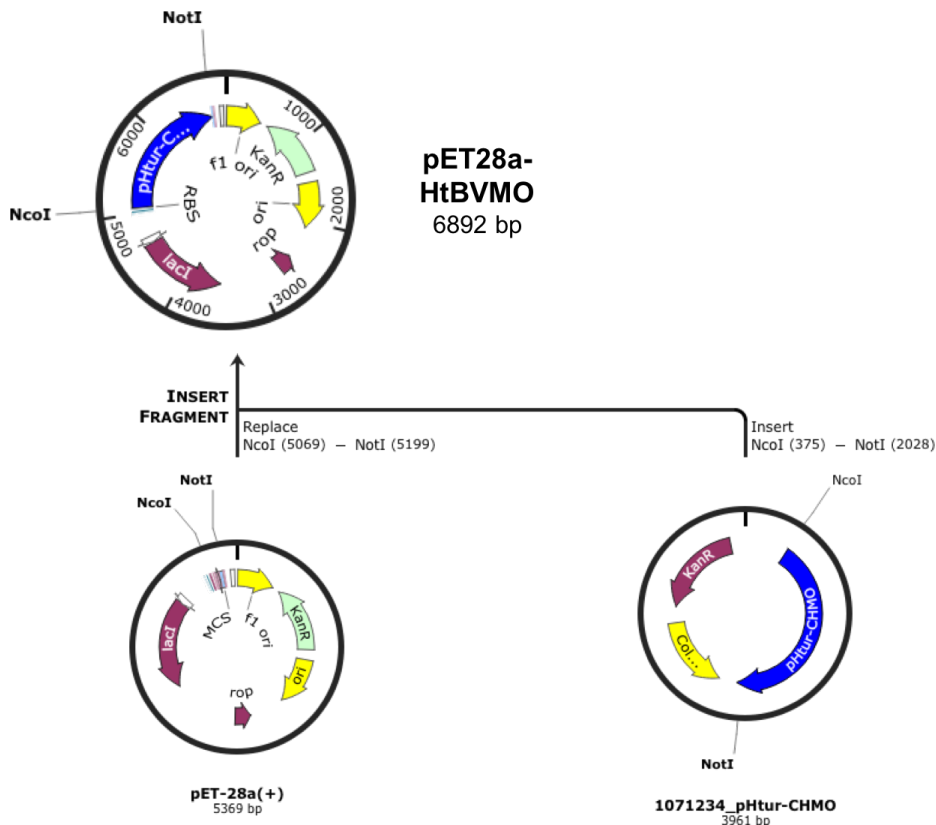 NotI
1000
6000
pHtur-C...
f1 ori
KanR
RBS
ori
2000
NcoI
5000
rop
lacI
3000
4000
pET28a-
HtBVMO
6892 bp
INSERT
FRAGMENT
Replace
NcoI (5069) – NotI (5199)
Insert
NcoI (375) – NotI (2028)
NotI
NcoI
MCS
f1 ori
KanR
lacI
ori
rop
pET-28a(+)
5369 bp
NcoI
KanR
pHtur-CHMO
Col...
NotI
1071234_pHtur-CHMO
3961 bp